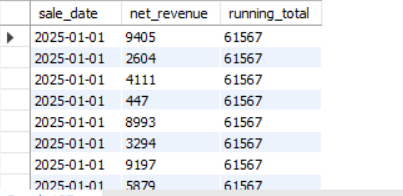 sale_date net_revenue running_total
2025-01-01 9405 61567
2025-01-01 2604 61567
2025-01-01 4111 61567
2025-01-01 447 61567
2025-01-01 8993 61567
2025-01-01 3294 61567
2025-01-01 9197 61567
2025-01-01 5879 61567